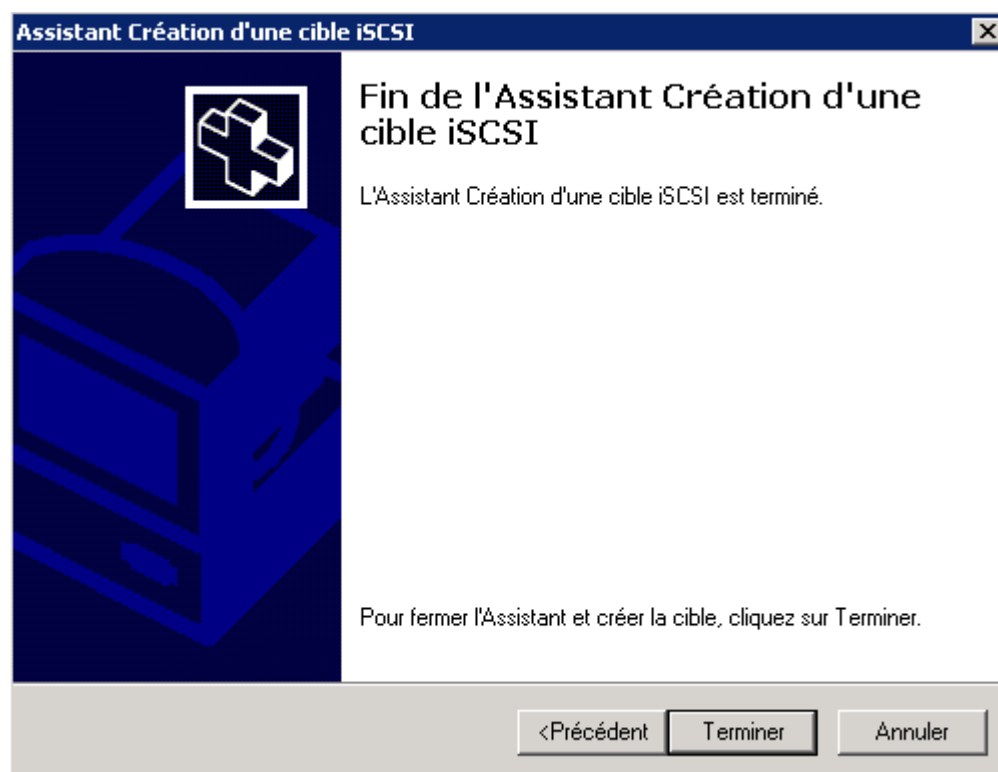 Assistant Création d'une cible iSCSI
Fin de l'Assistant Création d'une
cible iSCSI
L'Assistant Création d'une cible iSCSI est terminé.
Pour fermer l'Assistant et créer la cible, cliquez sur Terminer.
<Précédent
Terminer
Annuler